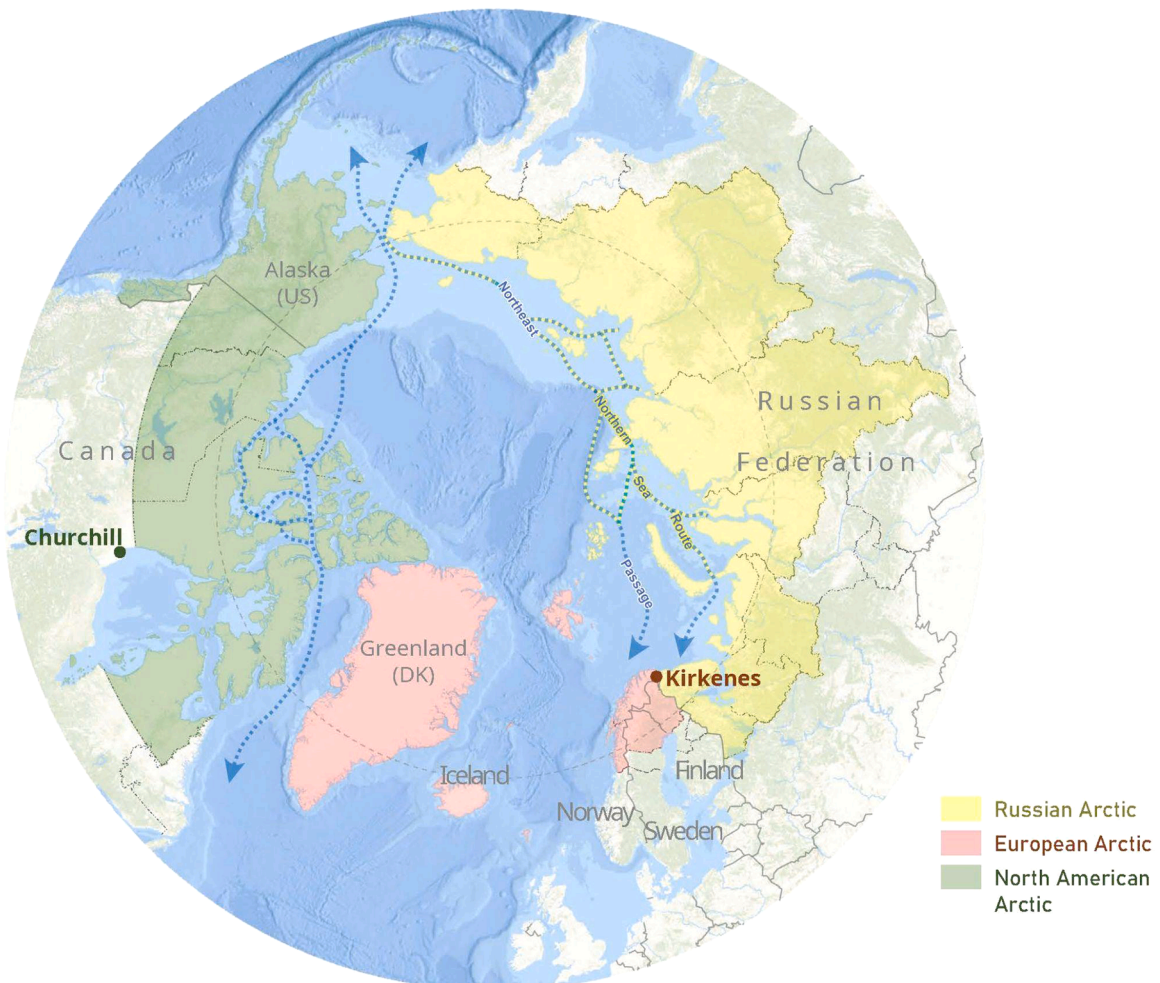 Alaska
(US)
Northeast
Northern
Sea
Route
Passage
Russian
Federation
Canada
Churchill
Greenland
(DK)
Kirkenes
Iceland
Finland
Norway
Sweden
Russian Arctic
European Arctic
North American
Arctic